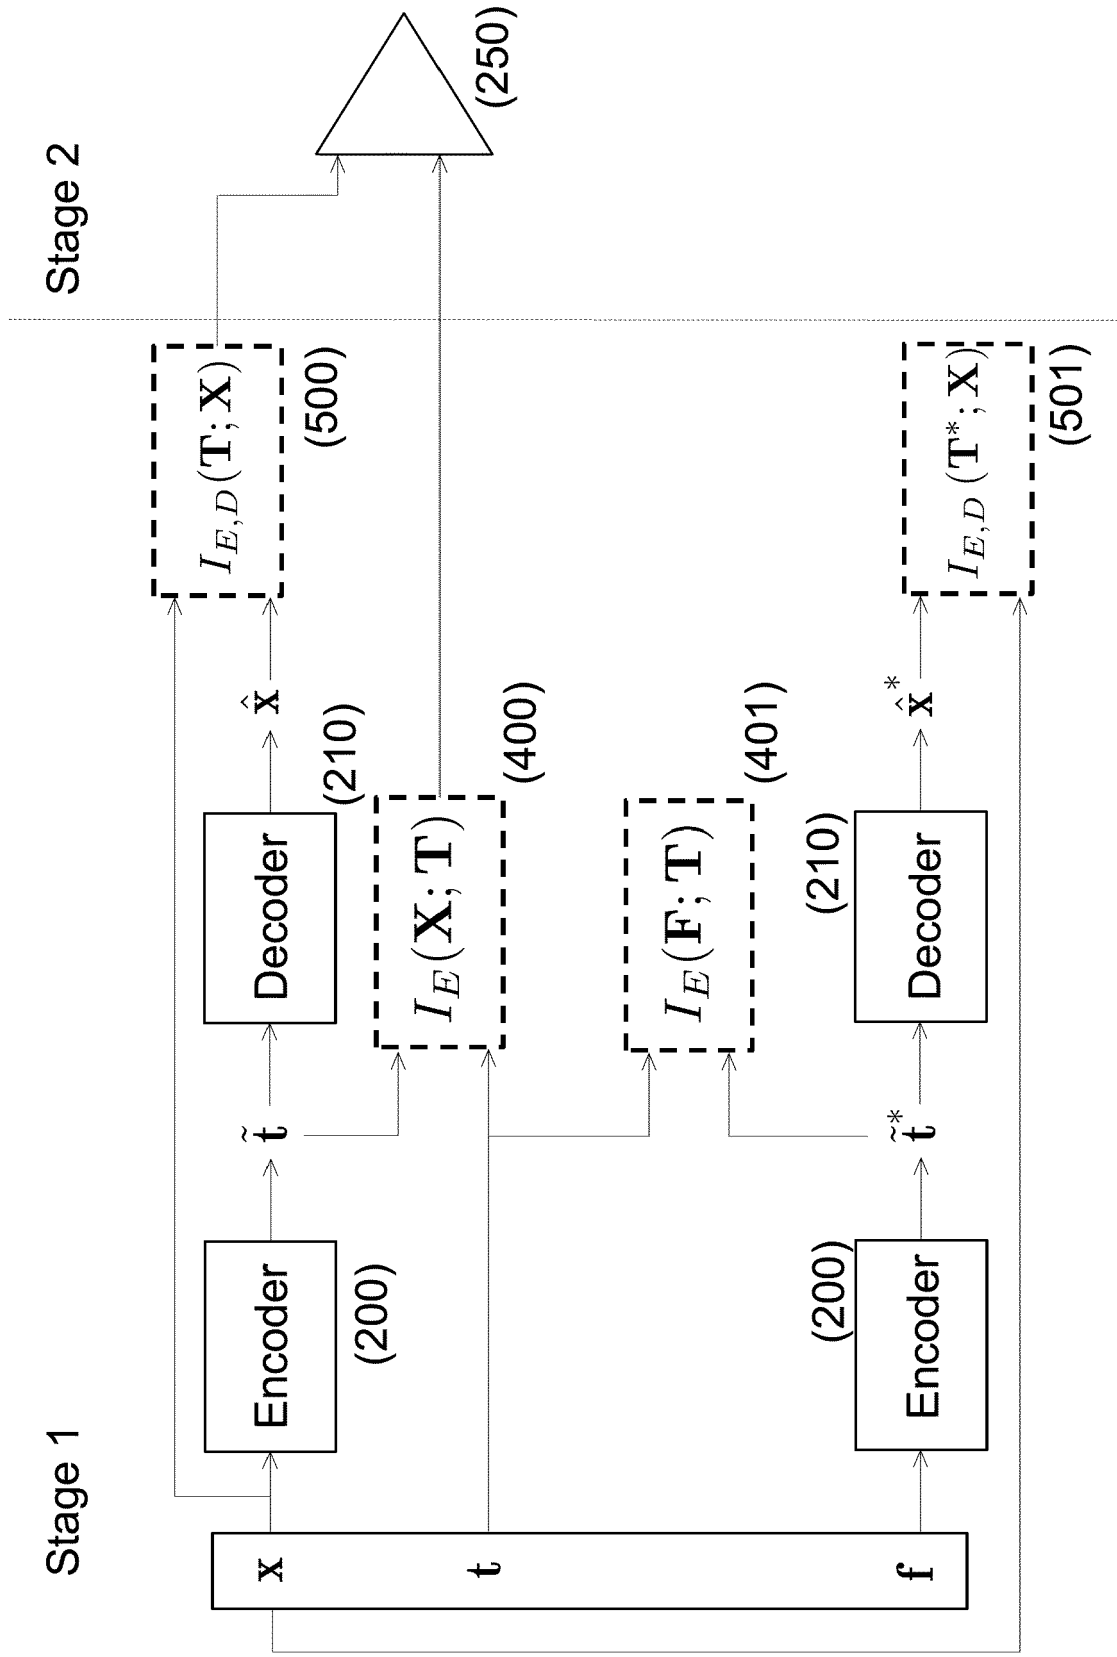 Stage 1
Stage 2
x
t
f
Encoder
(200)
t̃
Decoder
(210)
x̂
I_{E,D}(T; X)
(500)
(250)
I_E(X; T)
(400)
I_E(F; T)
(401)
Encoder
(200)
t̃*
Decoder
(210)
x̂*
I_{E,D}(T*; X)
(501)